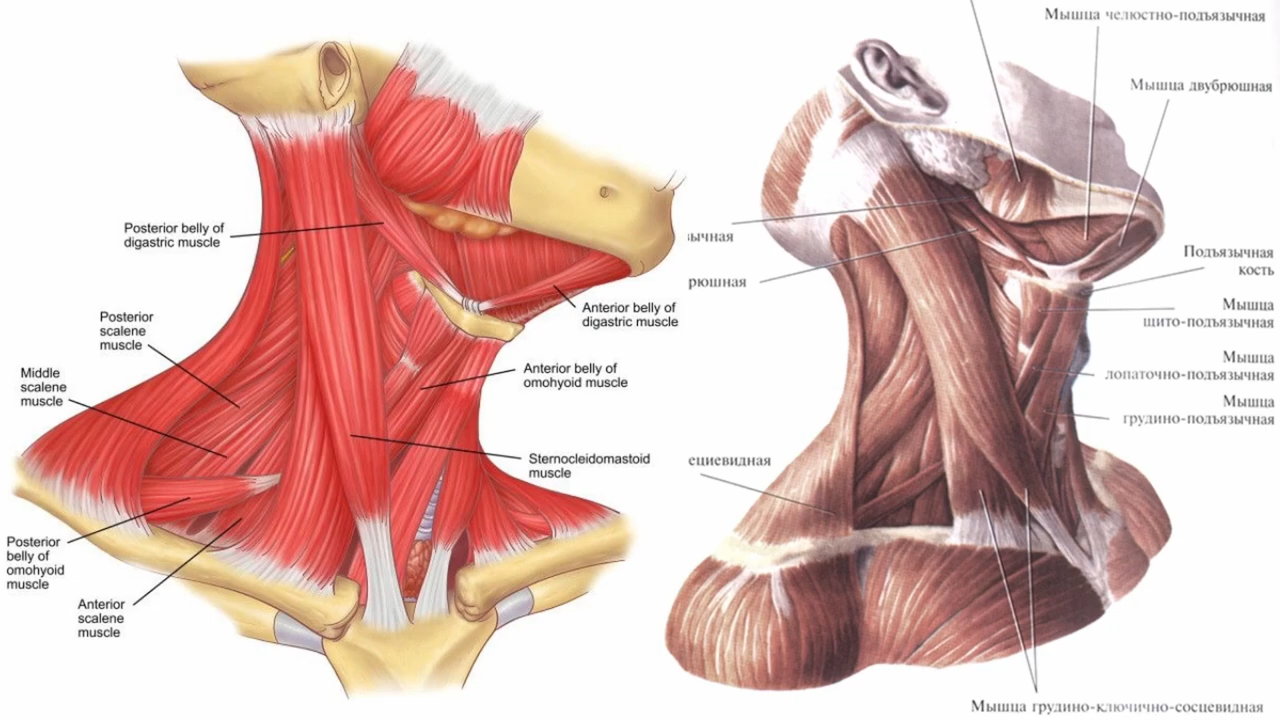 Posterior belly of
digastric muscle
Posterior
scalene
muscle
Middle
scalene
muscle
Posterior
belly of
omohyoid
muscle
Anterior
scalene
muscle
Anterior belly of
digastric muscle
Anterior belly of
omohyoid muscle
Sternocleidomastoid
muscle
Мышца челюстно-подъязычная
Мышца двубрюшная
ычная
рюшная
Подъязычная
кость
Мышца
щито-подъязычная
Мышца
лопаточно-подъязычная
Мышца
грудино-подъязычная
ециевидная
Мышца грудино-ключично-сосцевидная